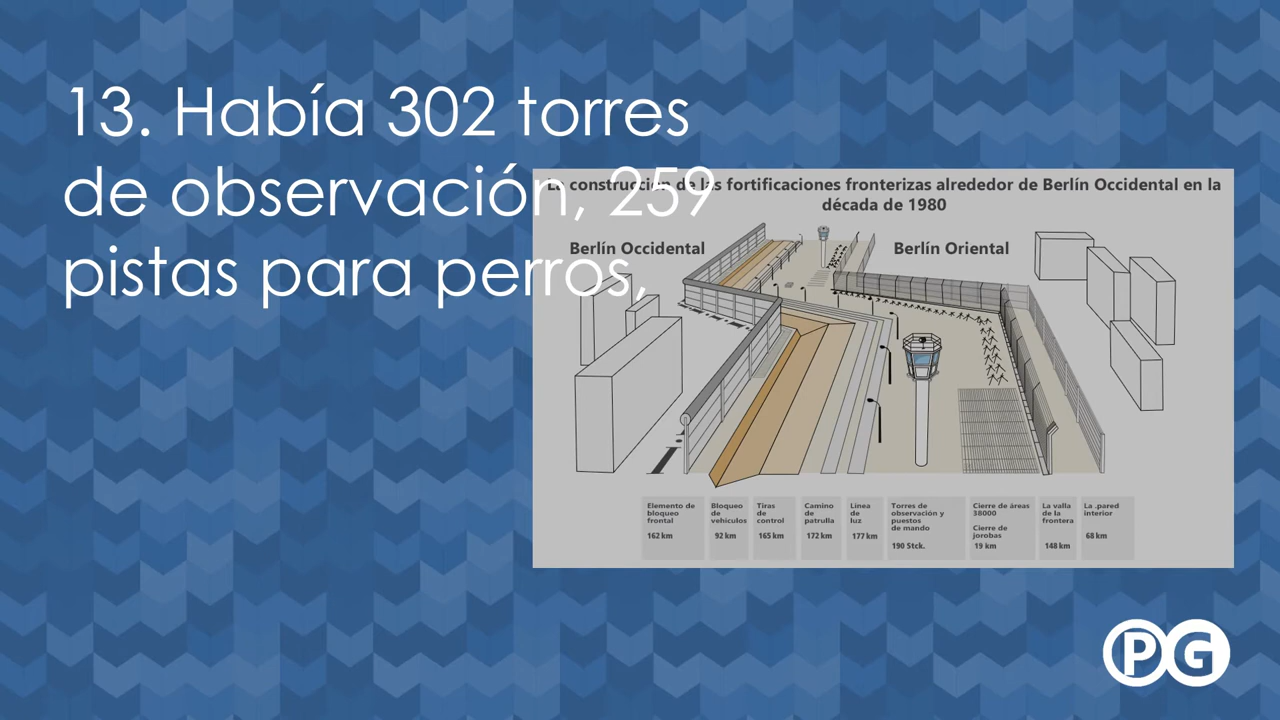 13. Había 302 torres
de observación, 259
pistas para perros,
La construcción de las fortificaciones fronterizas alrededor de Berlín Occidental en la
década de 1980
Berlín Occidental
Berlín Oriental
Elemento de
bloqueo
frontal
162 km
Bloqueo
de
vehiculos
92 km
Tiras
de
control
165 km
Camino
de
patrulla
172 km
Linea
de
luz
177 km
Torres de
observación y
puestos
de mando
190 Stck.
Cierre de áreas
38000
Cierre de
jorobas
19 km
La valla
de la
frontera
148 km
La .pared
interior
68 km
PG